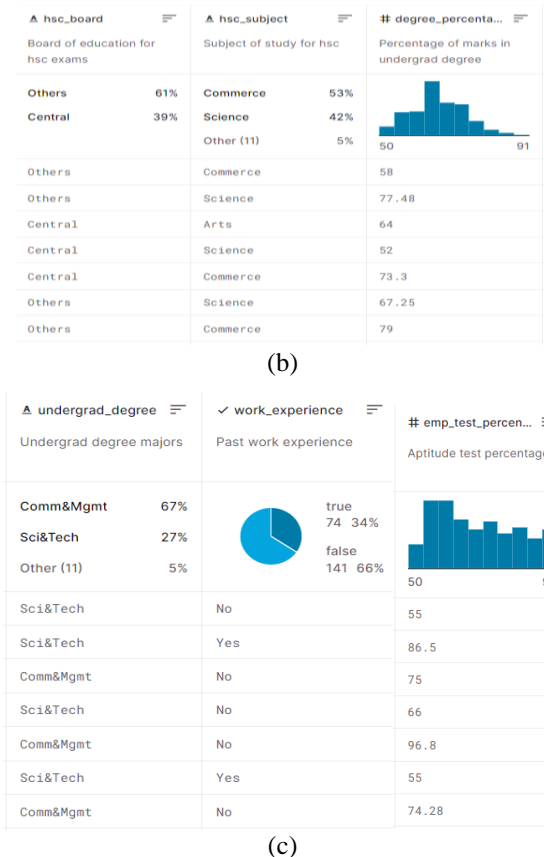 hsc_board hsc_subject # degree_percenta...
Board of education for Subject of study for hsc Percentage of marks in
hsc exams undergrad degree
Others 61% Commerce 53%
Central 39% Science 42%
Other (11) 5%
50 91
Others Commerce 58
Others Science 77.48
Central Arts 64
Central Science 52
Central Commerce 73.3
Others Science 67.25
Others Commerce 79
(b)
undergrad_degree work_experience # emp_test_percen...
Undergrad degree majors Past work experience Aptitude test percentage
Comm&Mgmt 67% true
74 34%
Sci&Tech 27%
false
Other (11) 5% 141 66%
50
Sci&Tech No 55
Sci&Tech Yes 86.5
Comm&Mgmt No 75
Sci&Tech No 66
Comm&Mgmt No 96.8
Sci&Tech Yes 55
Comm&Mgmt No 74.28
(c)